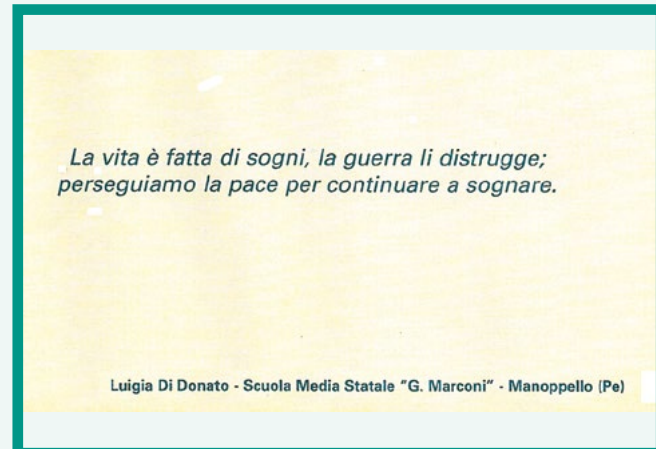 La vita è fatta di sogni, la guerra li distrugge;
perseguiamo la pace per continuare a sognare.
Luigia Di Donato - Scuola Media Statale "G. Marconi" - Manoppello (Pe)